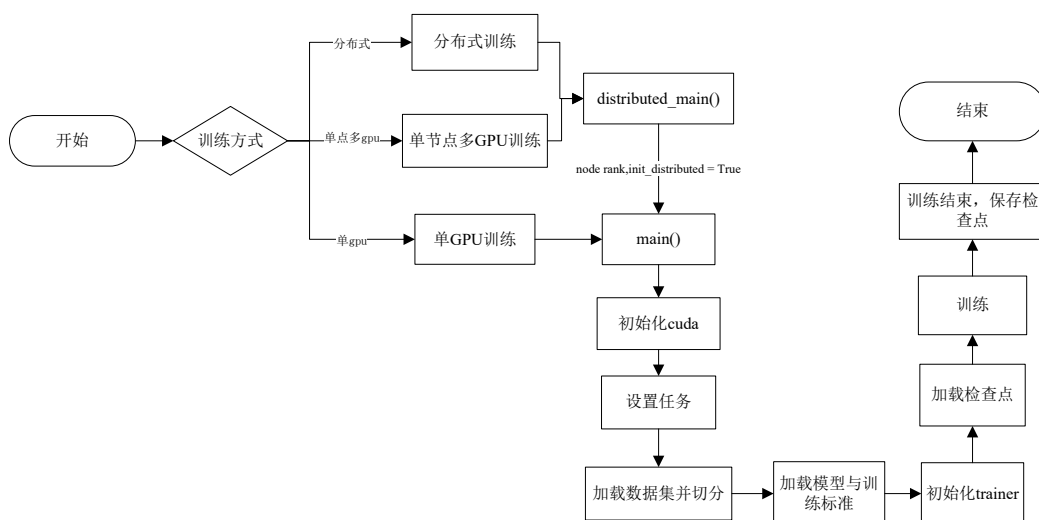 开始
训练方式
分布式
分布式训练
单点多gpu
单节点多GPU训练
单gpu
单GPU训练
distributed_main()
node rank,init_distributed = True
main()
初始化cuda
设置任务
加载数据集并切分
加载模型与训
练标准
初始化trainer
加载检查点
训练
训练结束，保存检
查点
结束